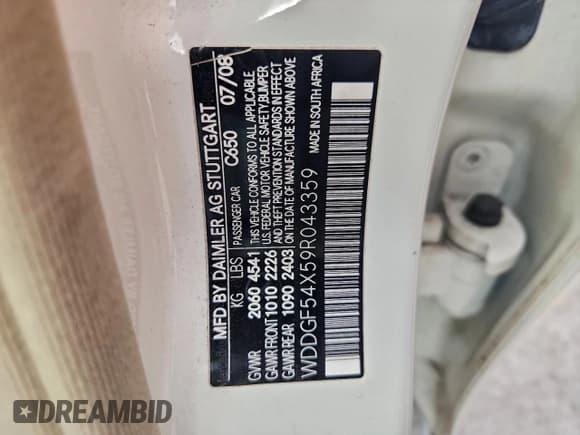 MFD BY DAIMLER AG STUTTGART
C650 07/08
KG LBS PASSENGER CAR
GVWR 2060 4541 THIS VEHICLE CONFORMS TO ALL APPLICABLE
GAWR FRONT 1010 2226 U.S. FEDERAL MOTOR VEHICLE SAFETY, BUMPER
AND THEFT PREVENTION STANDARDS IN EFFECT
GAWR REAR 1090 2403 ON THE DATE OF MANUFACTURE SHOWN ABOVE
WDDGF54X59R043359 MADE IN SOUTH AFRICA
DREAMBID